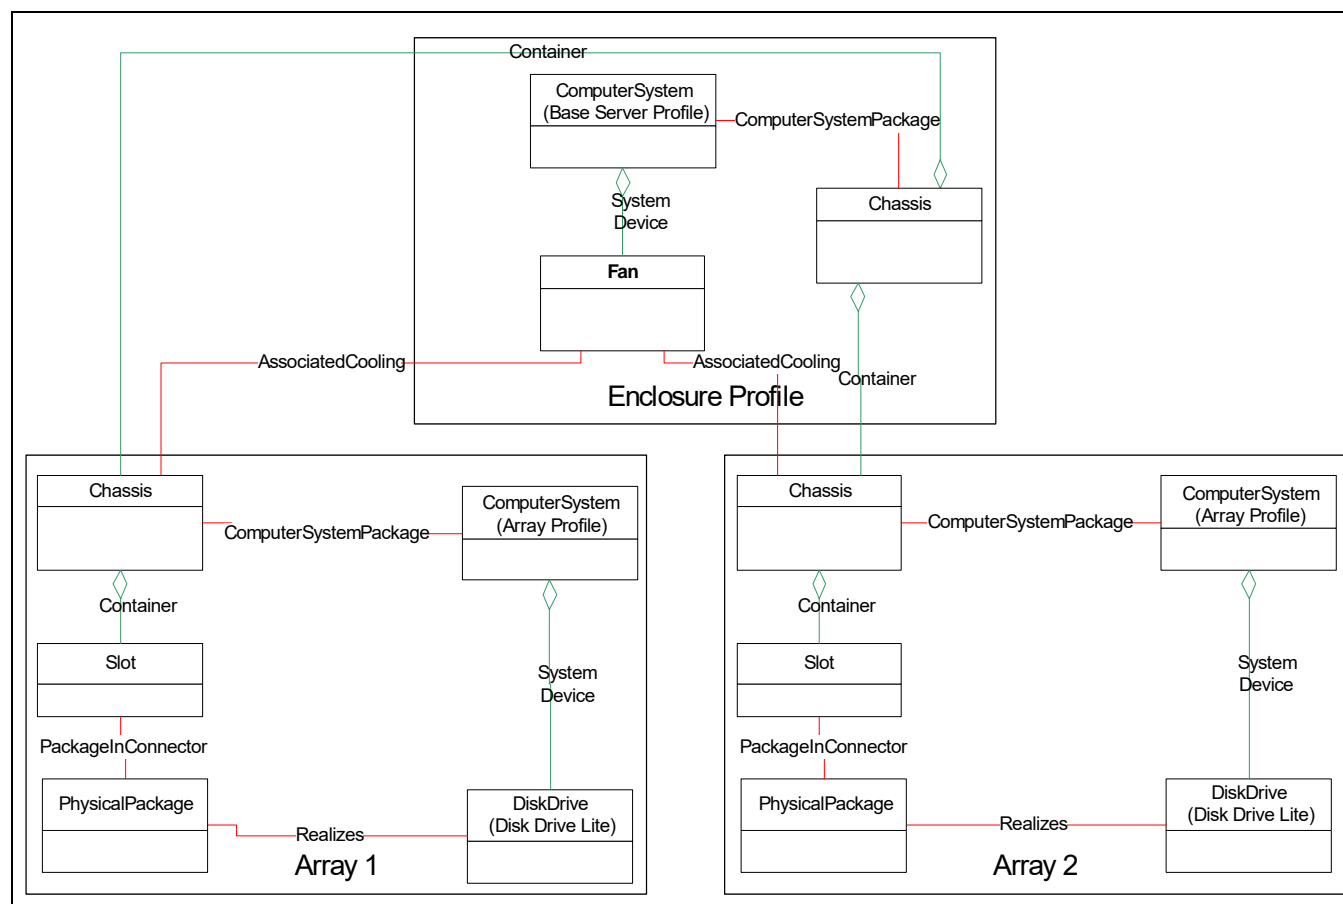 Container
ComputerSystem
(Base Server Profile)
ComputerSystemPackage
System
Device
Chassis
Fan
AssociatedCooling
AssociatedCooling
Container
Enclosure Profile
Chassis
ComputerSystem
(Array Profile)
ComputerSystemPackage
Container
Slot
System
Device
PackageInConnector
PhysicalPackage
DiskDrive
(Disk Drive Lite)
Realizes
Array 1
Chassis
ComputerSystem
(Array Profile)
ComputerSystemPackage
Container
Slot
System
Device
PackageInConnector
PhysicalPackage
DiskDrive
(Disk Drive Lite)
Realizes
Array 2